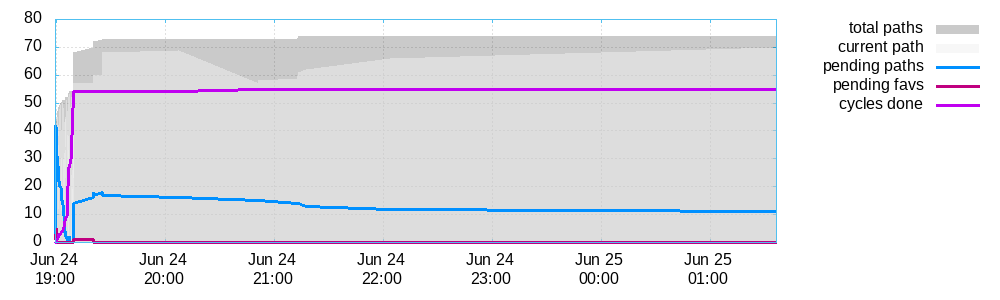 80
70
60
50
40
30
20
10
0
Jun 24 Jun 24 Jun 24 Jun 24 Jun 24 Jun 25 Jun 25
19:00 20:00 21:00 22:00 23:00 00:00 01:00
total paths
current path
pending paths
pending favs
cycles done